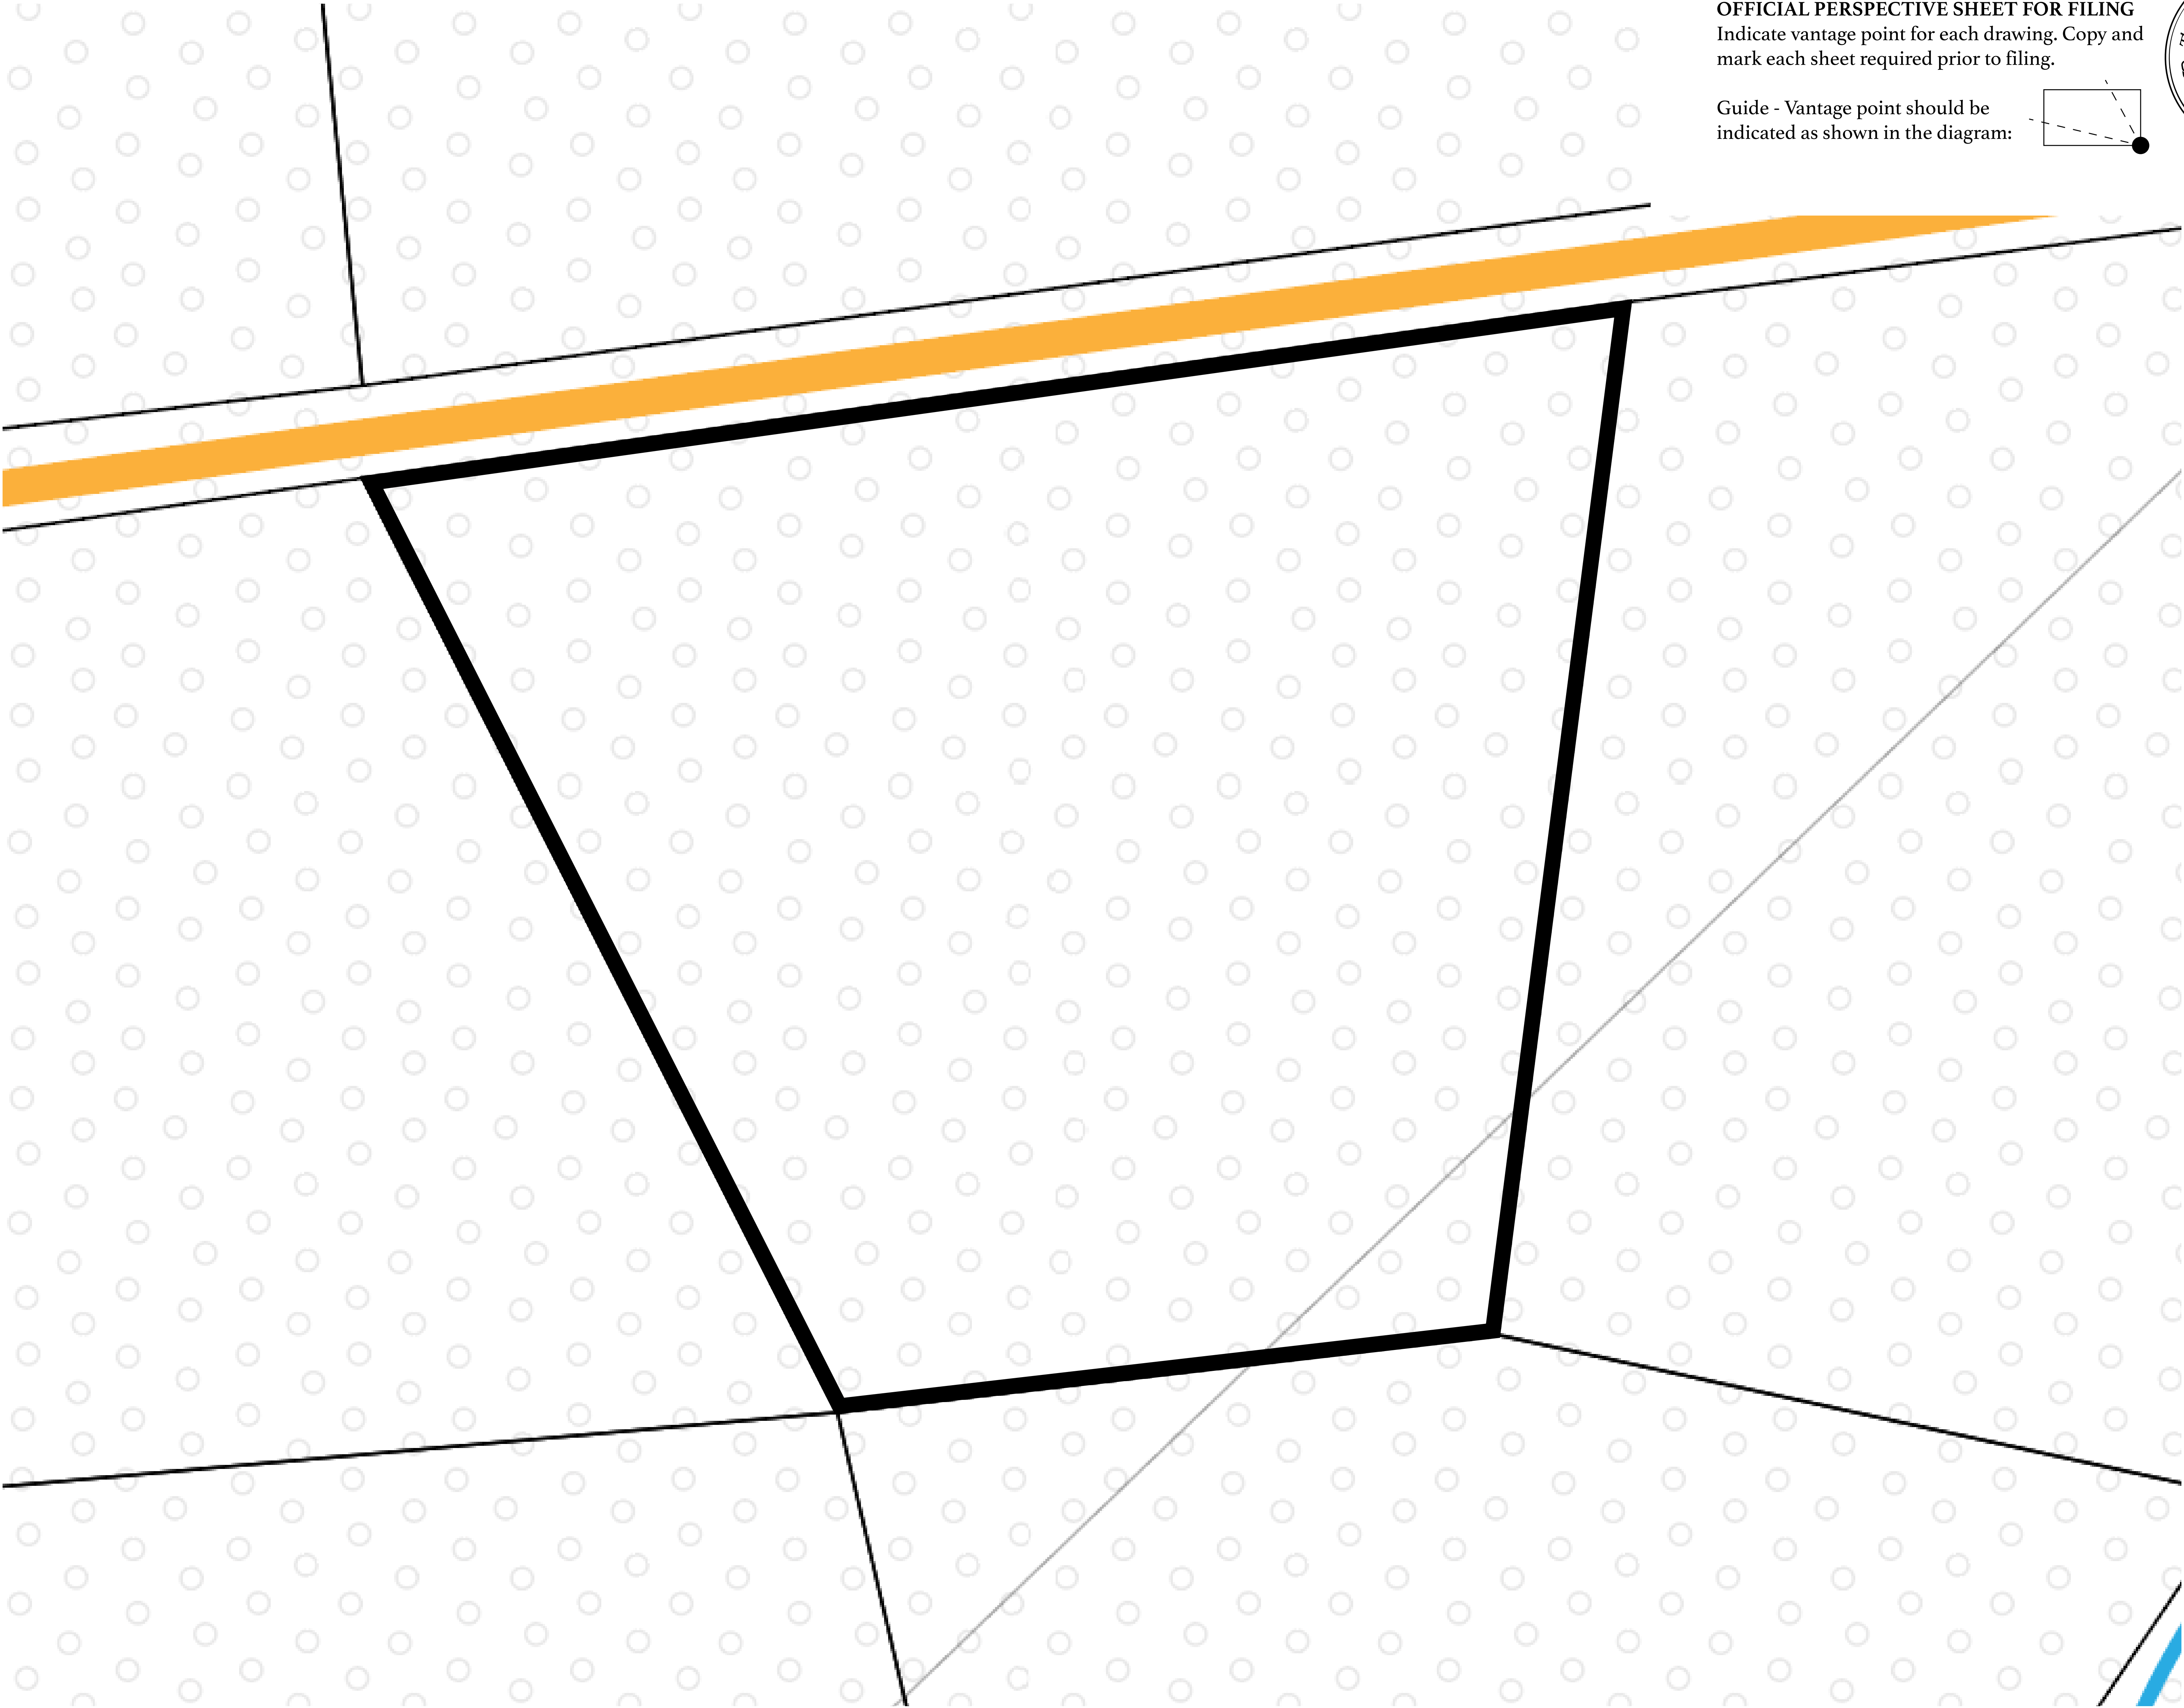 OFFICIAL PERSPECTIVE SHEET FOR FILING
Indicate vantage point for each drawing. Copy and
mark each sheet required prior to filing.
Guide - Vantage point should be
indicated as shown in the diagram: